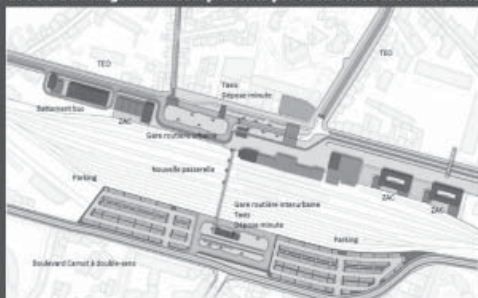 TEO
TEO
Taxis
Dépose minute
Battement bus
ZAC
Gare routière urbaine
Nouvelle passerelle
Parking
ZAC
ZAC
Gare routière interurbaine
Taxis
Dépose minute
Parking
Boulevard Carnot à double-sens